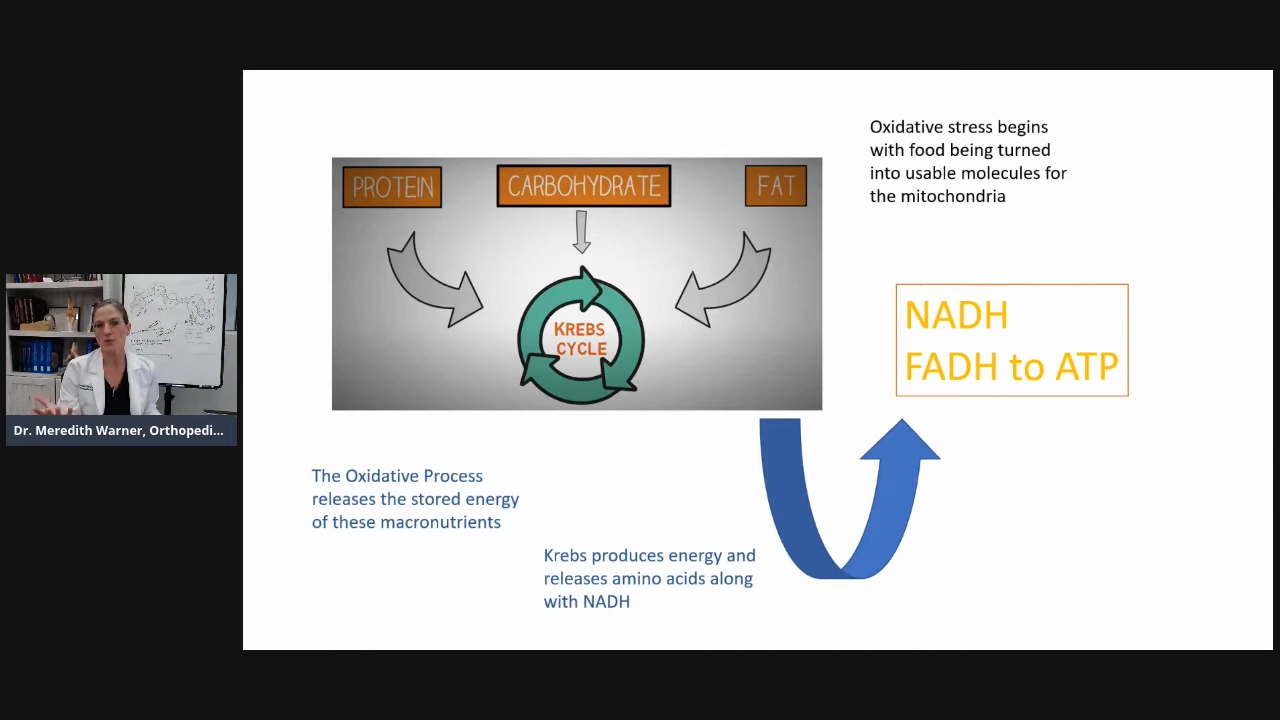 Oxidative stress begins
with food being turned
into usable molecules for
the mitochondria
PROTEIN
CARBOHYDRATE
FAT
KREBS
CYCLE
NADH
FADH to ATP
Dr. Meredith Warner, Orthopedi...
The Oxidative Process
releases the stored energy
of these macronutrients
Krebs produces energy and
releases amino acids along
with NADH